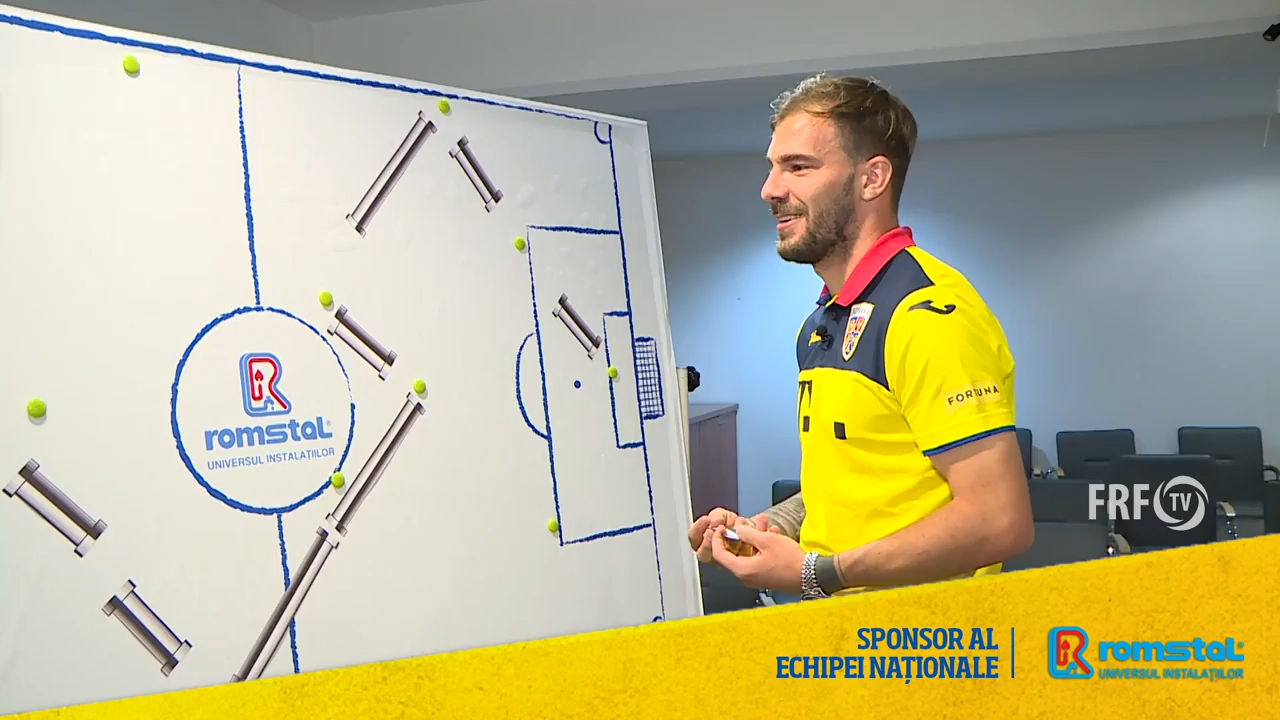 romstal
UNIVERSUL INSTALAȚIILOR
FORTUNA
FRF TV
SPONSOR AL
ECHIPEI NAȚIONALE
romstal
UNIVERSUL INSTALAȚIILOR